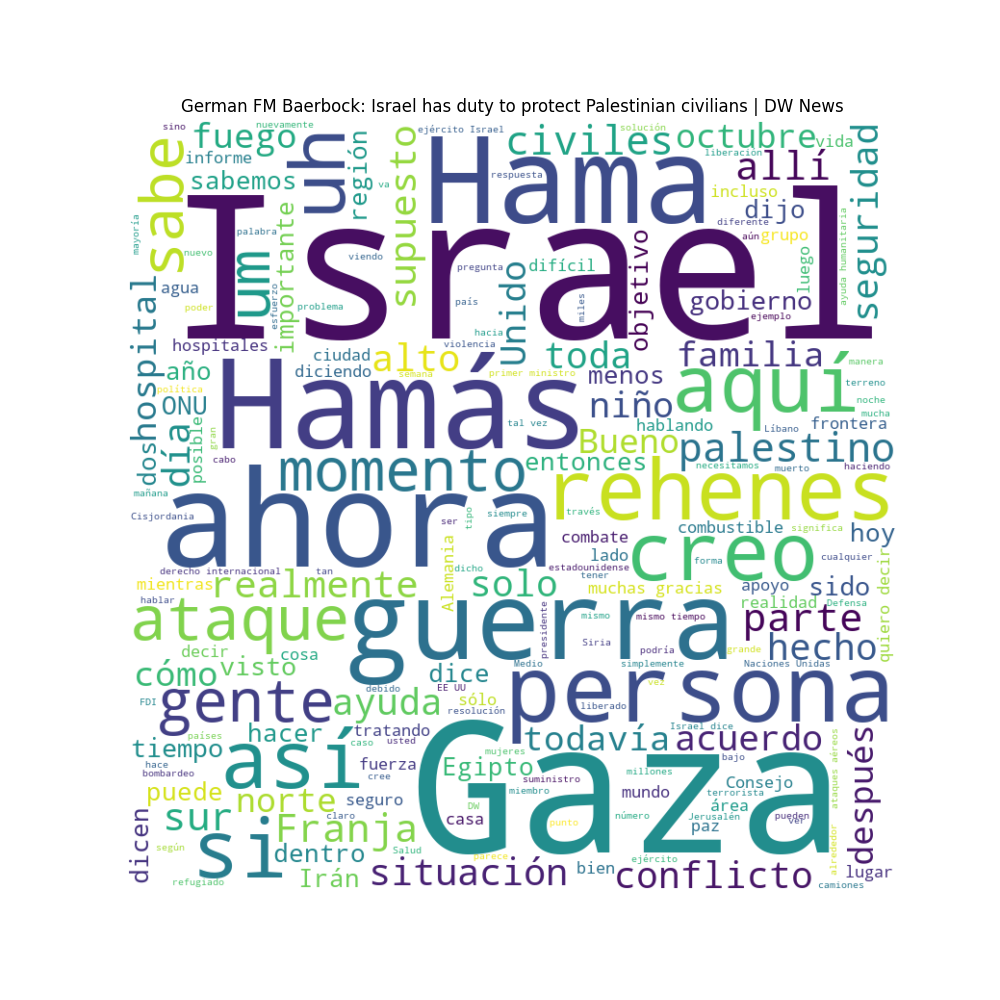 German FM Baerbock: Israel has duty to protect Palestinian civilians | DW News
sino
nuevamente
ejército Israel
solución
fuego
uh
civiles
octubre
vida
informe
sabe
región
supuesto
Hama
respuesta
liberación
allí
seguridad
sabemos
incluso
dijo
Israel
mayoría
palabra
va
importante
um
nuevo
viendo
pregunta
Unido
difícil
objetivo
diferente
aún
grupo
luego
ayuda humanitaria
agua
poder
esfuerzo
problema
país
hacia
miles
gobierno
ejemplo
doshospital
hospitales
ciudad
diciendo
alto
violencia
toda
familia
año
política
semana
primer ministro
menos
aquí
manera
terreno
ONU
día
posible
gran
Hamás
niño
noche
mucha
tal vez
hablando
Líbano
frontera
cabo
Bueno
palestino
momento
entonces
necesitamos
muerto
haciendo
mañana
ahora
rehenes
Cisjordania
ser
tipo
siempre
través
combustible
significa
hoy
combate
creo
lado
forma
cualquier
derecho internacional
tan
Alemania
dicho
estadounidense
tener
mientras
realmente
solo
muchas gracias
apoyo
sido
quiero decir
hablar
realidad
Defensa
ataque
guerra
presidente
mismo
mismo tiempo
parte
Siria
podría
decir
cosa
grande
hecho
cómo
visto
dice
Medio
simplemente
Naciones Unidas
debido
EE UU
persona
vez
FDI
gente
ayuda
sólo
resolución
liberado
Israel dice
países
hacer
tratando
todavía
acuerdo
después
tiempo
así
caso
usted
mujeres
bajo
ataques aéreos
hace
bombardeo
fuerza
cree
Egipto
suministro
millones
terrorista
Consejo
puede
norte
seguro
miembro
mundo
Gaza
DW
área
sur
claro
casa
punto
número
Jerusalén
paz
pueden
ver
Franja
dicen
si
según
dentro
Salud
parece
ejército
alrededor
refugiado
Irán
situación
bien
conflicto
lugar
camiones